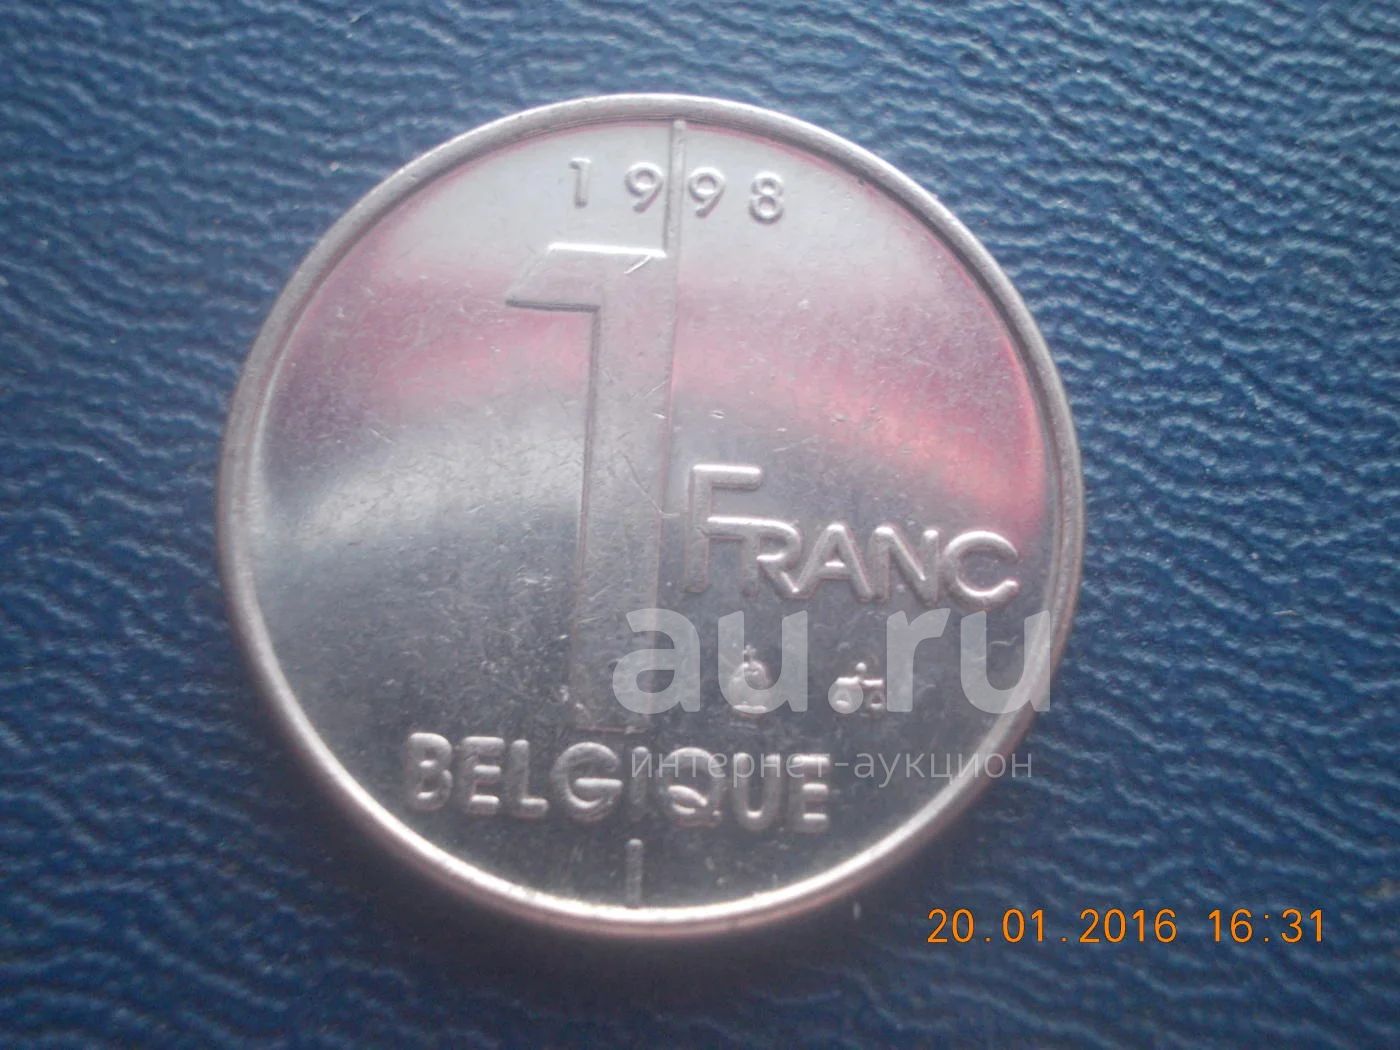 1998
1
FRANC
au.ru
BELGIQUE
интернет-аукцион
20.01.2016 16:31